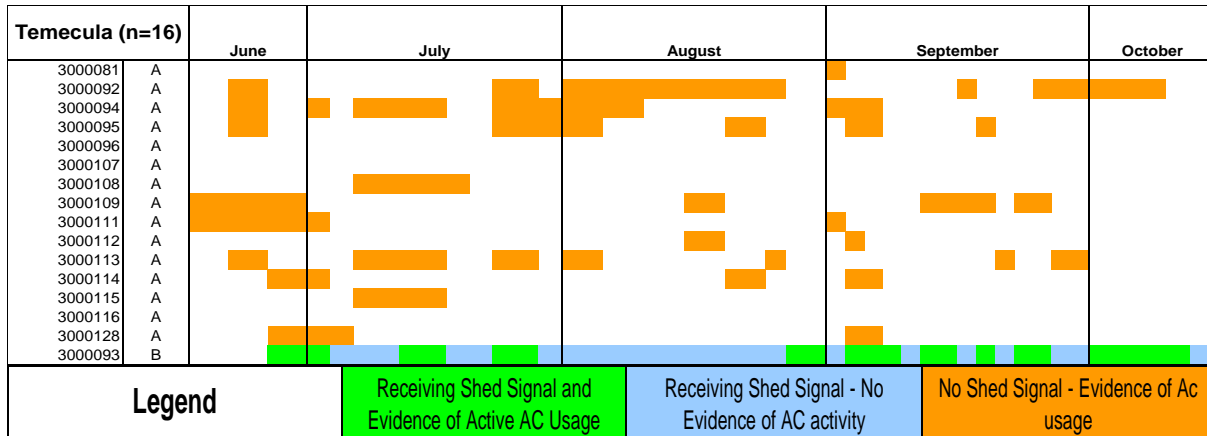 Temecula (n=16)
June July August September October
3000081 A
3000092 A
3000094 A
3000095 A
3000096 A
3000107 A
3000108 A
3000109 A
3000111 A
3000112 A
3000113 A
3000114 A
3000115 A
3000116 A
3000128 A
3000093 B
Legend
Receiving Shed Signal and
Evidence of Active AC Usage
Receiving Shed Signal - No
Evidence of AC activity
No Shed Signal - Evidence of Ac
usage